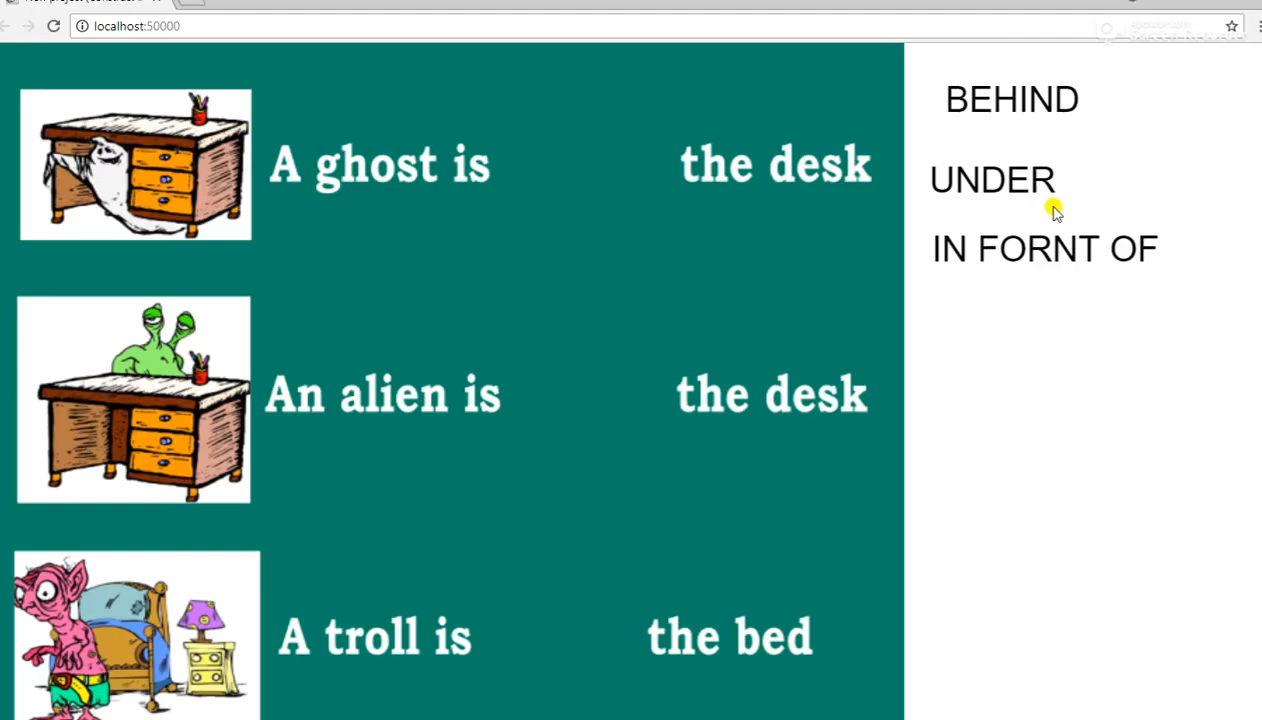 localhost:50000
BEHIND
A ghost is the desk
UNDER
IN FORNT OF
An alien is the desk
A troll is the bed